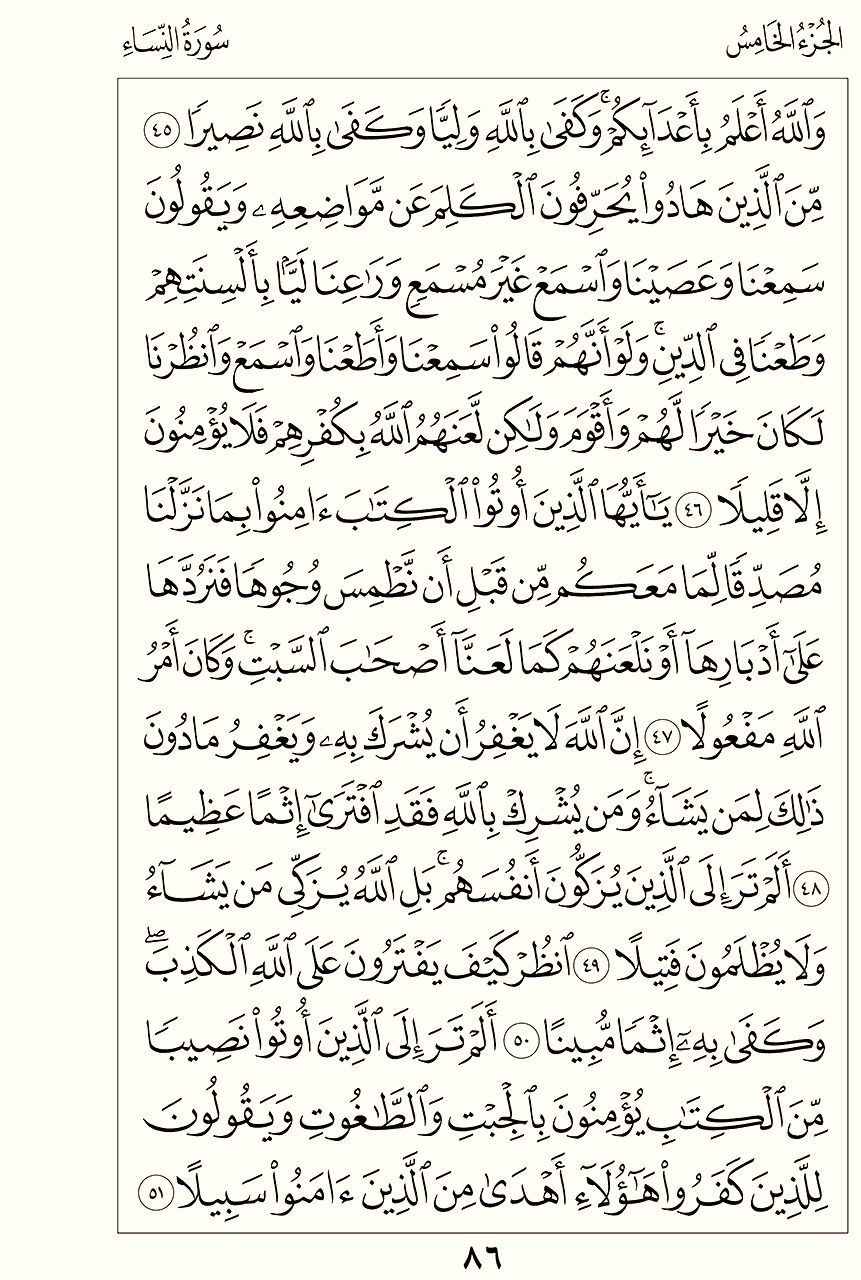 الجُزْءُ الخَامِسُ
سُورَةُ النِّسَاءِ
وَٱللَّهُ أَعۡلَمُ بِأَعۡدَآئِكُمۡۚ وَكَفَىٰ بِٱللَّهِ وَلِيّٗا وَكَفَىٰ بِٱللَّهِ نَصِيرٗا ٤٥
مِّنَ ٱلَّذِينَ هَادُواْ يُحَرِّفُونَ ٱلۡكَلِمَ عَن مَّوَاضِعِهِۦ وَيَقُولُونَ
سَمِعۡنَا وَعَصَيۡنَا وَٱسۡمَعۡ غَيۡرَ مُسۡمَعٖ وَرَٰعِنَا لَيَّۢا بِأَلۡسِنَتِهِمۡ
وَطَعۡنٗا فِي ٱلدِّينِۚ وَلَوۡ أَنَّهُمۡ قَالُواْ سَمِعۡنَا وَأَطَعۡنَا وَٱسۡمَعۡ وَٱنظُرۡنَا
لَكَانَ خَيۡرٗا لَّهُمۡ وَأَقۡوَمَ وَلَٰكِن لَّعَنَهُمُ ٱللَّهُ بِكُفۡرِهِمۡ فَلَا يُؤۡمِنُونَ
إِلَّا قَلِيلٗا ٤٦ يَٰٓأَيُّهَا ٱلَّذِينَ أُوتُواْ ٱلۡكِتَٰبَ ءَامِنُواْ بِمَا نَزَّلۡنَا
مُصَدِّقٗا لِّمَا مَعَكُم مِّن قَبۡلِ أَن نَّطۡمِسَ وُجُوهٗا فَنَرُدَّهَا
عَلَىٰٓ أَدۡبَارِهَآ أَوۡ نَلۡعَنَهُمۡ كَمَا لَعَنَّآ أَصۡحَٰبَ ٱلسَّبۡتِۚ وَكَانَ أَمۡرُ
ٱللَّهِ مَفۡعُولًا ٤٧ إِنَّ ٱللَّهَ لَا يَغۡفِرُ أَن يُشۡرَكَ بِهِۦ وَيَغۡفِرُ مَا دُونَ
ذَٰلِكَ لِمَن يَشَآءُۚ وَمَن يُشۡرِكۡ بِٱللَّهِ فَقَدِ ٱفۡتَرَىٰٓ إِثۡمًا عَظِيمًا
٤٨ أَلَمۡ تَرَ إِلَى ٱلَّذِينَ يُزَكُّونَ أَنفُسَهُمۚ بَلِ ٱللَّهُ يُزَكِّي مَن يَشَآءُ
وَلَا يُظۡلَمُونَ فَتِيلًا ٤٩ ٱنظُرۡ كَيۡفَ يَفۡتَرُونَ عَلَى ٱللَّهِ ٱلۡكَذِبَۖ
وَكَفَىٰ بِهِۦٓ إِثۡمٗا مُّبِينًا ٥٠ أَلَمۡ تَرَ إِلَى ٱلَّذِينَ أُوتُواْ نَصِيبٗا
مِّنَ ٱلۡكِتَٰبِ يُؤۡمِنُونَ بِٱلۡجِبۡتِ وَٱلطَّٰغُوتِ وَيَقُولُونَ
لِلَّذِينَ كَفَرُواْ هَٰٓؤُلَآءِ أَهۡدَىٰ مِنَ ٱلَّذِينَ ءَامَنُواْ سَبِيلًا ٥١
٨٦